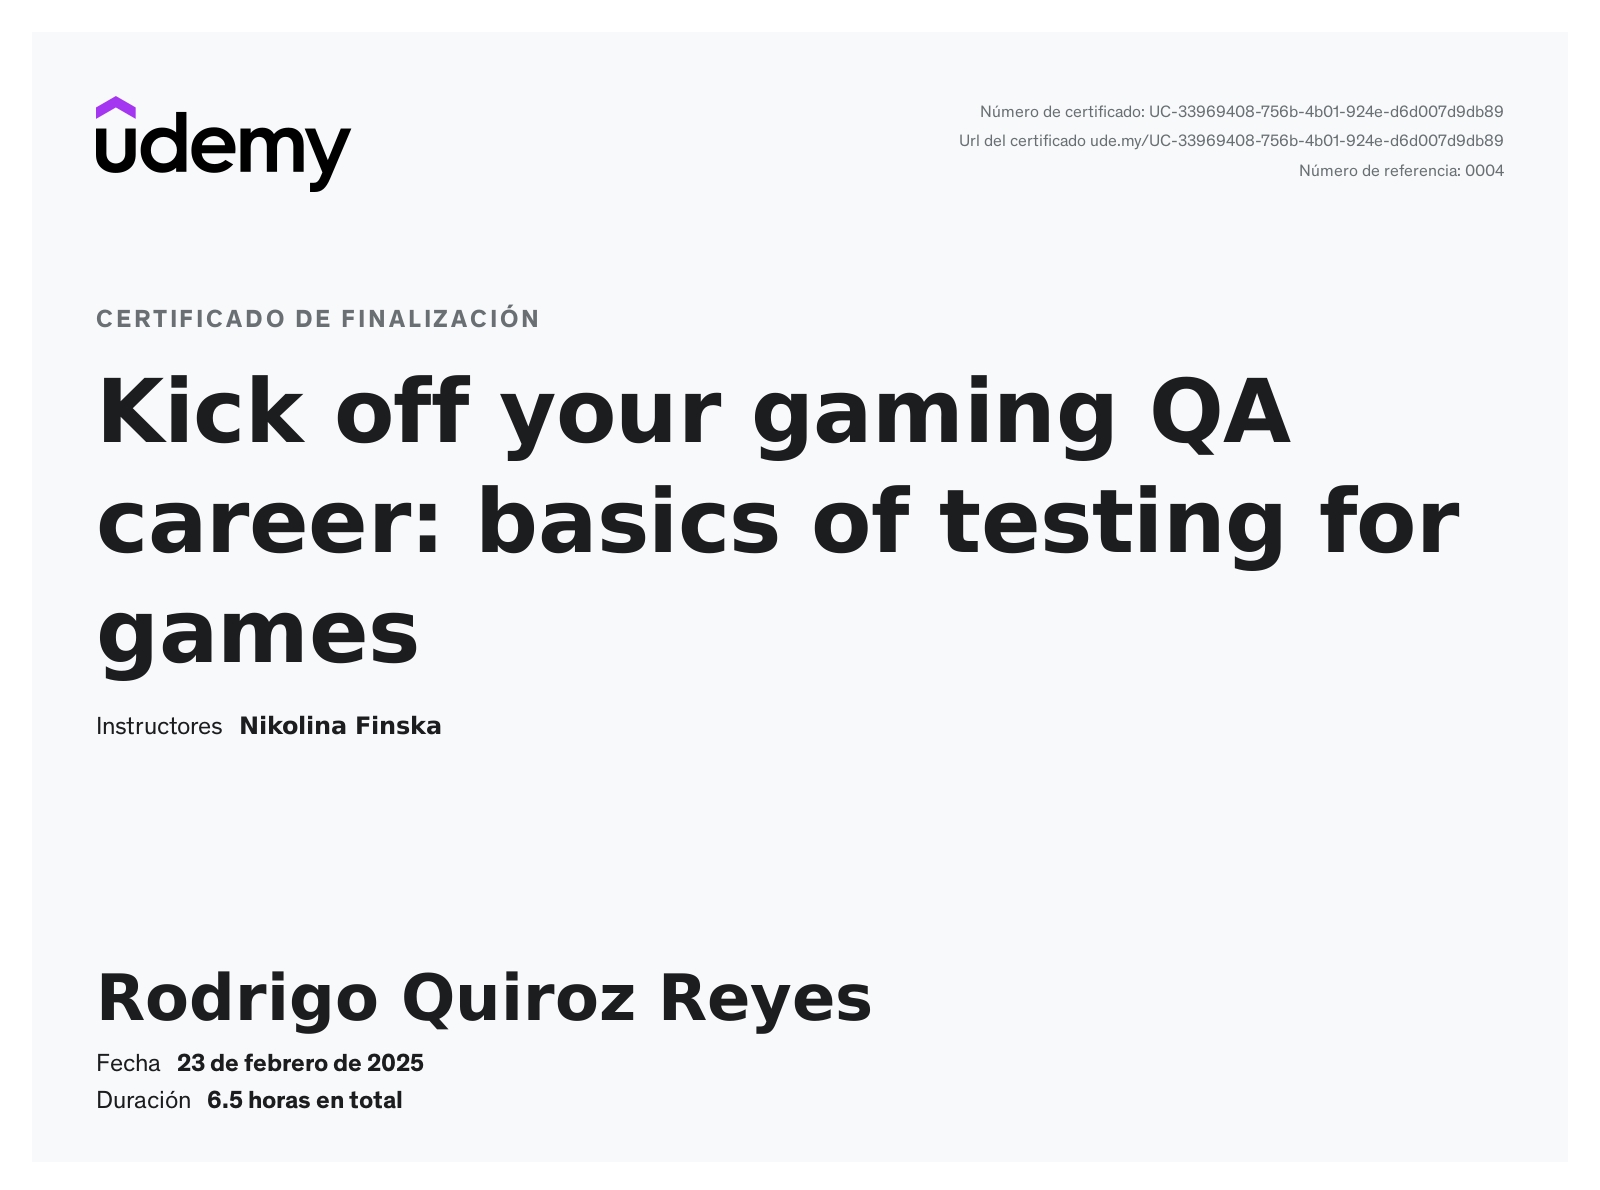 udemy
Número de certificado: UC-33969408-756b-4b01-924e-d6d007d9db89
Url del certificado ude.my/UC-33969408-756b-4b01-924e-d6d007d9db89
Número de referencia: 0004
CERTIFICADO DE FINALIZACIÓN
Kick off your gaming QA
career: basics of testing for
games
Instructores Nikolina Finska
Rodrigo Quiroz Reyes
Fecha 23 de febrero de 2025
Duración 6.5 horas en total